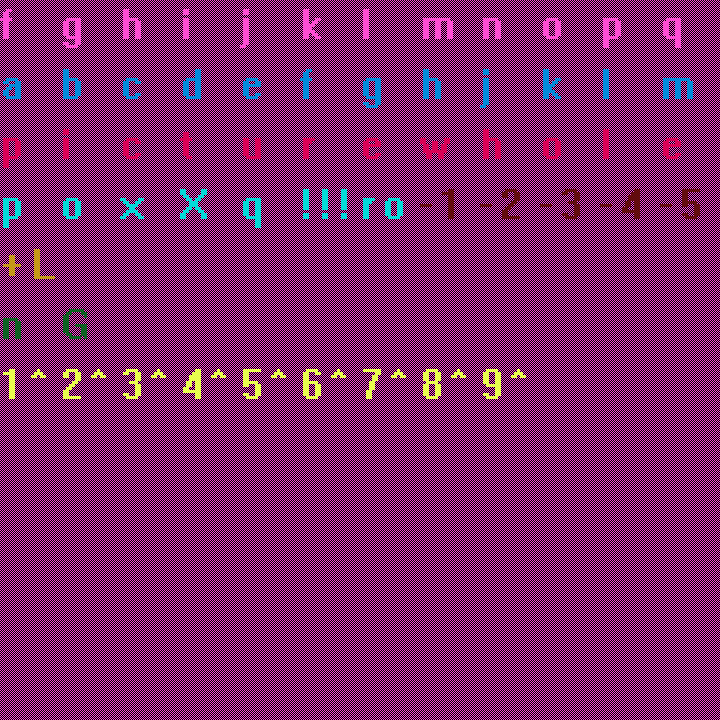 f g h i j k l m n o p q
a b c d e f g h j k l m
p i c t u r e w h o l e
p o x X q !!! ro -1 -2 -3 -4 -5
+L
n G
1^ 2^ 3^ 4^ 5^ 6^ 7^ 8^ 9^